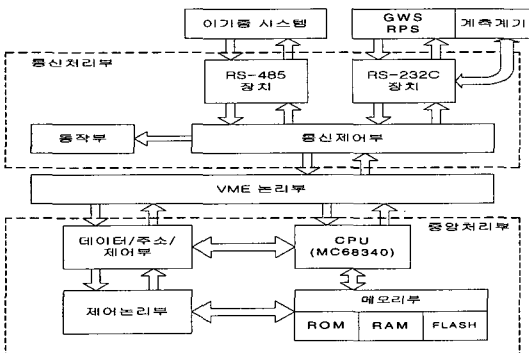 이기종 시스템
GWS
RPS
계측계기
통신처리부
RS-485
장치
RS-232C
장치
동작부
통신제어부
VME 논리부
중앙처리부
데이터/주소/
제어부
CPU
(MC68340)
제어논리부
메모리부
ROM
RAM
FLASH